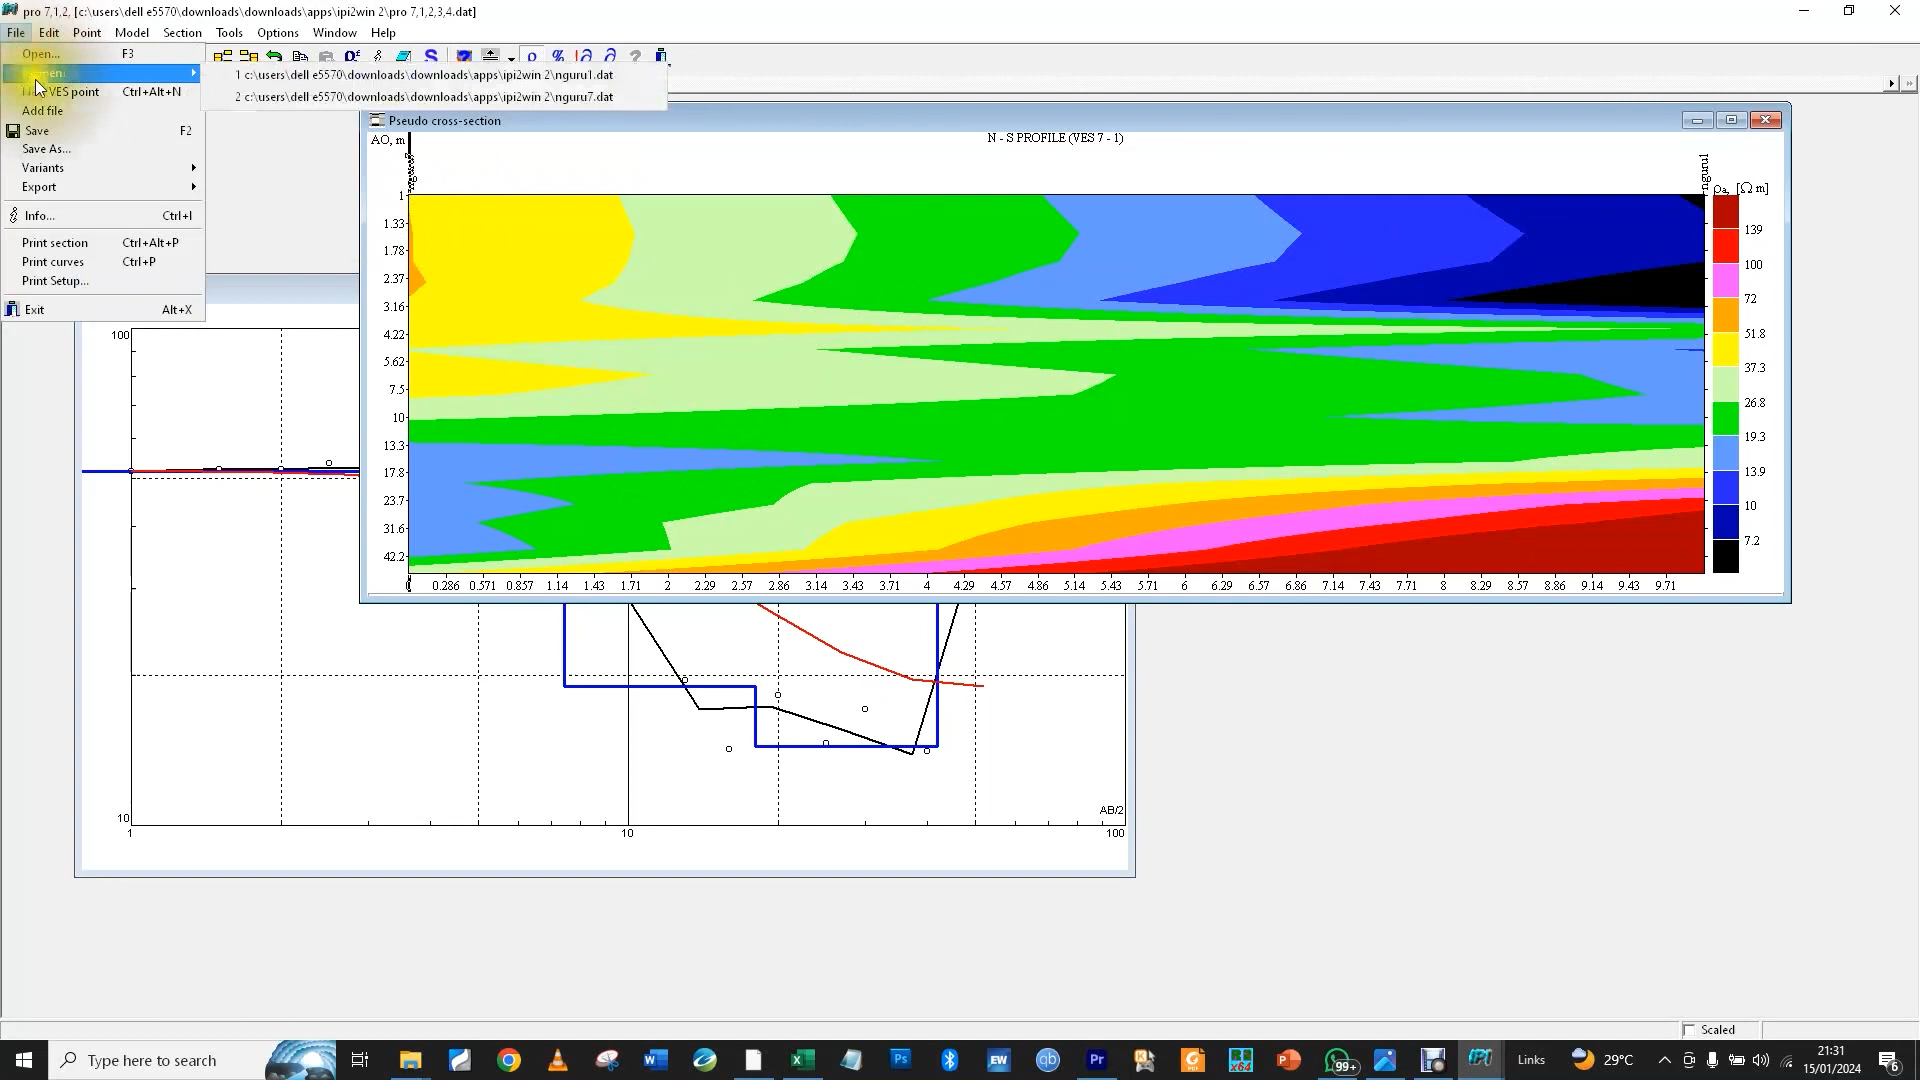 pro 7,1,2, [c:\users\dell e5570\downloads\downloads\apps\ipi2win 2\pro 7,1,2,3,4.dat]
File Edit Point Model Section Tools Options Window Help
Open... F3
VES point Ctrl+Alt+N
Add file
Save F2
Save As...
Variants
Export
Info... Ctrl+I
Print section Ctrl+Alt+P
Print curves Ctrl+P
Print Setup...
Exit Alt+X
1 c:\users\dell e5570\downloads\downloads\apps\ipi2win 2\nguru1.dat
2 c:\users\dell e5570\downloads\downloads\apps\ipi2win 2\nguru7.dat
Pseudo cross-section
AO, m
N - S PROFILE (VES 7 - 1)
nguru1
ρa, [Ω m]
1
1.33
1.78
2.37
3.16
4.22
5.62
7.5
10
13.3
17.8
23.7
31.6
42.2
0.286 0.571 0.857 1.14 1.43 1.71 2 2.29 2.57 2.86 3.14 3.43 3.71 4 4.29 4.57 4.86 5.14 5.43 5.71 6 6.29 6.57 6.86 7.14 7.43 7.71 8 8.29 8.57 8.86 9.14 9.43 9.71
139
100
72
51.8
37.3
26.8
19.3
13.9
10
7.2
100
10
1 10 100
AB/2
Scaled
Type here to search
99+
Links
29°C
21:31
15/01/2024
6